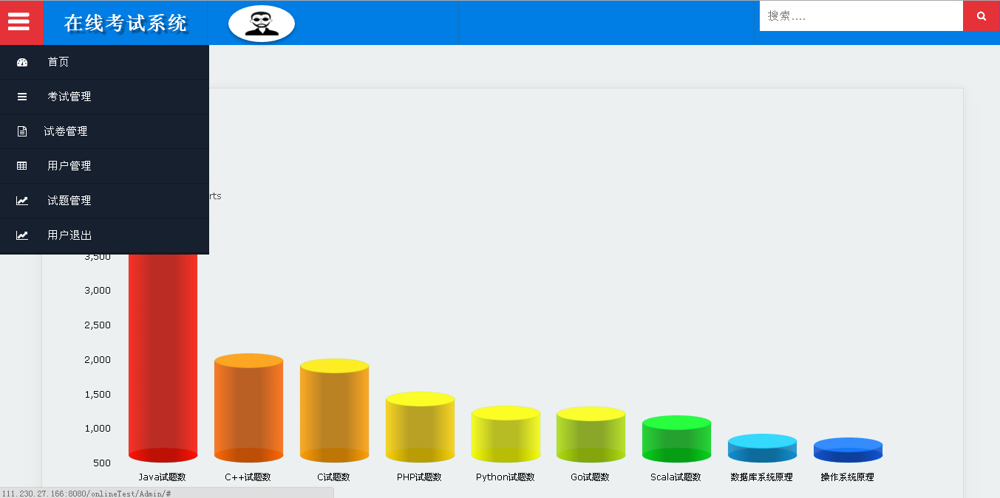 在线考试系统
搜索....
首页
考试管理
试卷管理
用户管理
rts
试题管理
用户退出
3,500
3,000
2,500
2,000
1,500
1,000
500
Java试题数 C++试题数 C试题数 PHP试题数 Python试题数 Go试题数 Scala试题数 数据库系统原理 操作系统原理
111.230.27.166:8080/onlineTest/Admin/#